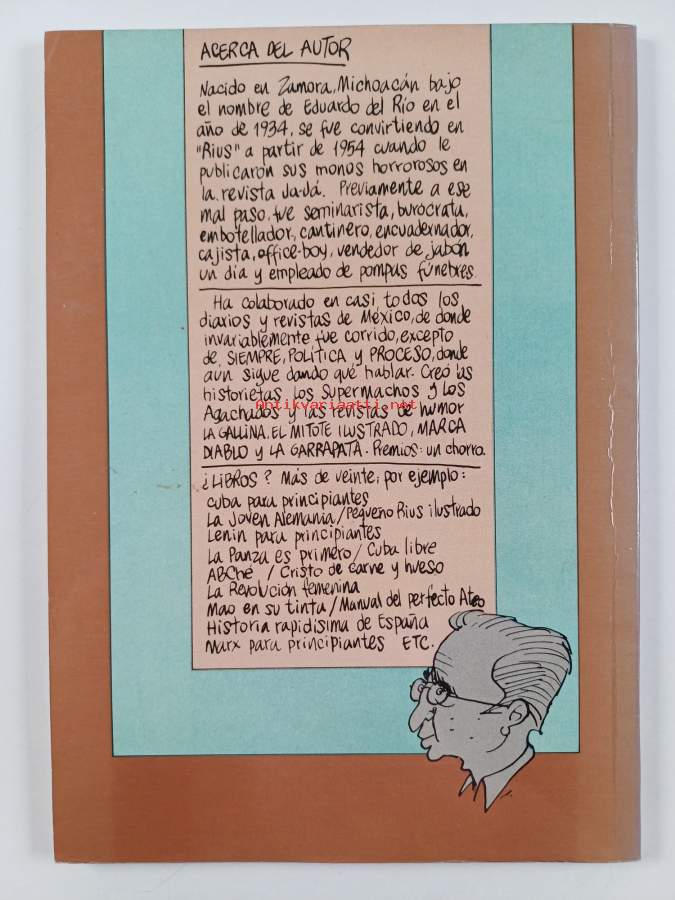 ACERCA DEL AUTOR
Nacido en Zamora, Michoacán bajo
el nombre de Eduardo del Río en el
año de 1934, se fue convirtiendo en
"Rius" a partir de 1954 cuando le
publicaron sus monos horrorosos en
la revista Ja-Já. Previamente a ese
mal paso, fue seminarista, burócrata,
embotellador, cantinero, encuadernador,
cajista, office-boy, vendedor de jabón
un día y empleado de pompas fúnebres
Ha colaborado en casi todos los
diarios y revistas de México, de donde
invariablemente fue corrido, excepto
de SIEMPRE, POLÍTICA y PROCESO, donde
aún sigue dando qué hablar. Creó las
historietas Los Supermachos y Los
Agachados y las revistas de humor
Antikvariaatti.net
LA GALLINA, EL MITOTE ILUSTRADO, MARCA
DIABLO y LA GARRAPATA. Premios: un chorro.
¿LIBROS? Más de veinte; por ejemplo:
Cuba para principiantes
La Joven Alemania / Pequeño Rius ilustrado
Lenin para principiantes
La Panza es primero / Cuba libre
ABChé / Cristo de carne y hueso
La Revolución femenina
Mao en su tinta / Manual del perfecto Ateo
Historia rapidísima de España
Marx para principiantes ETC.